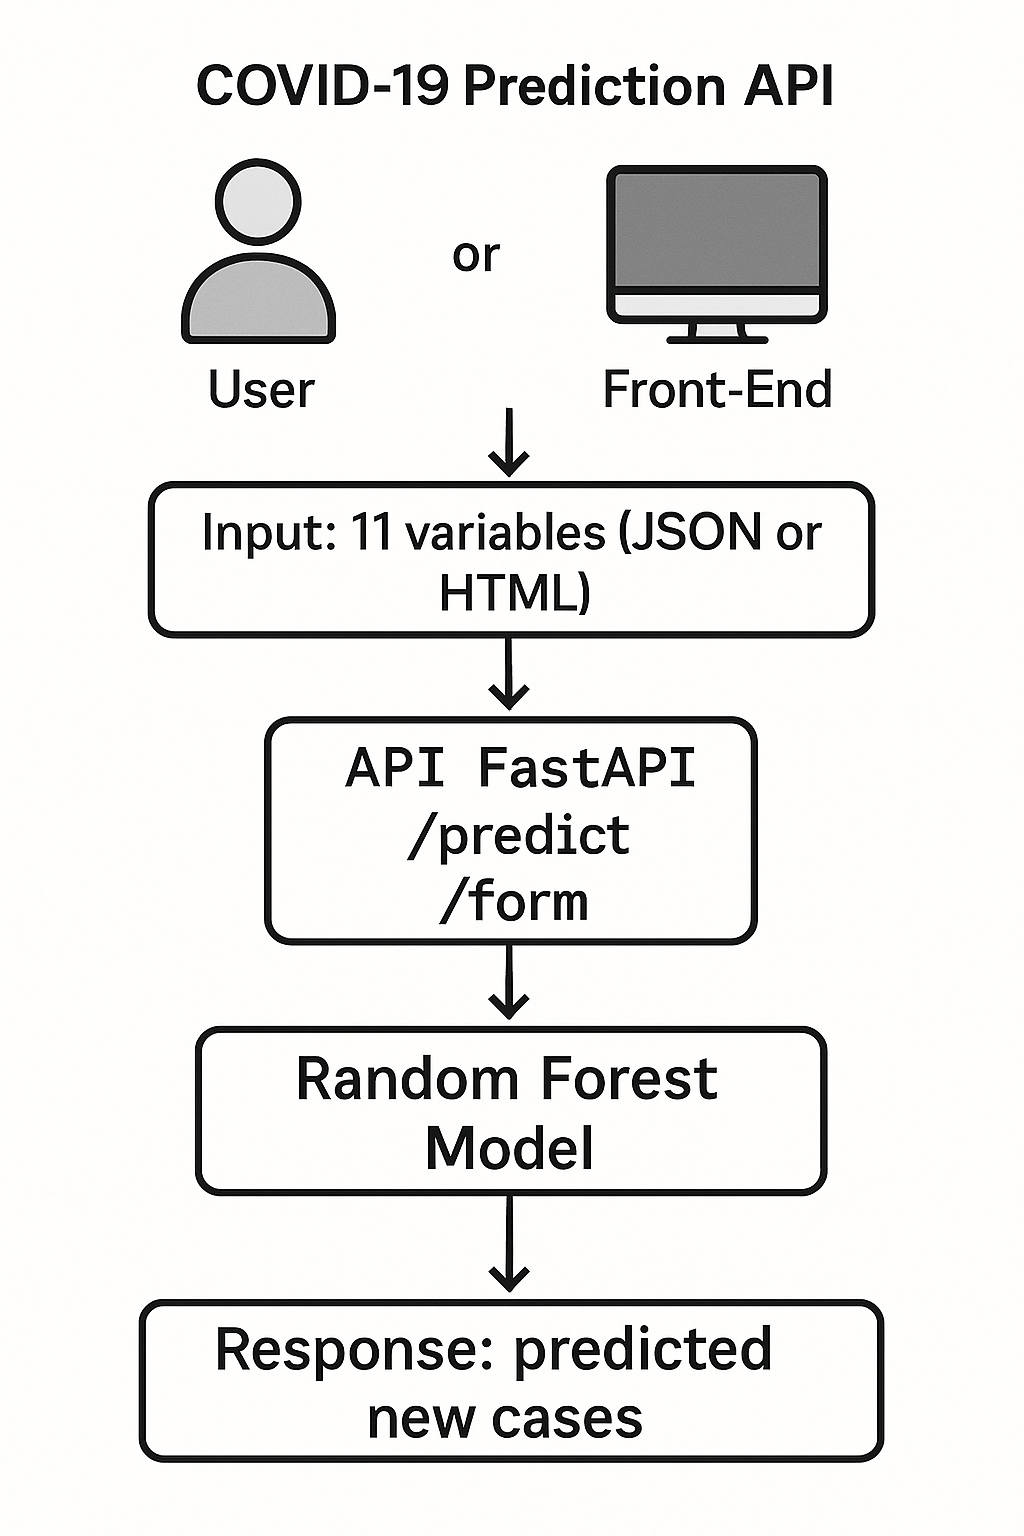 COVID-19 Prediction API
or
User
Front-End
Input: 11 variables (JSON or
HTML)
API FastAPI
/predict
/form
Random Forest
Model
Response: predicted
new cases